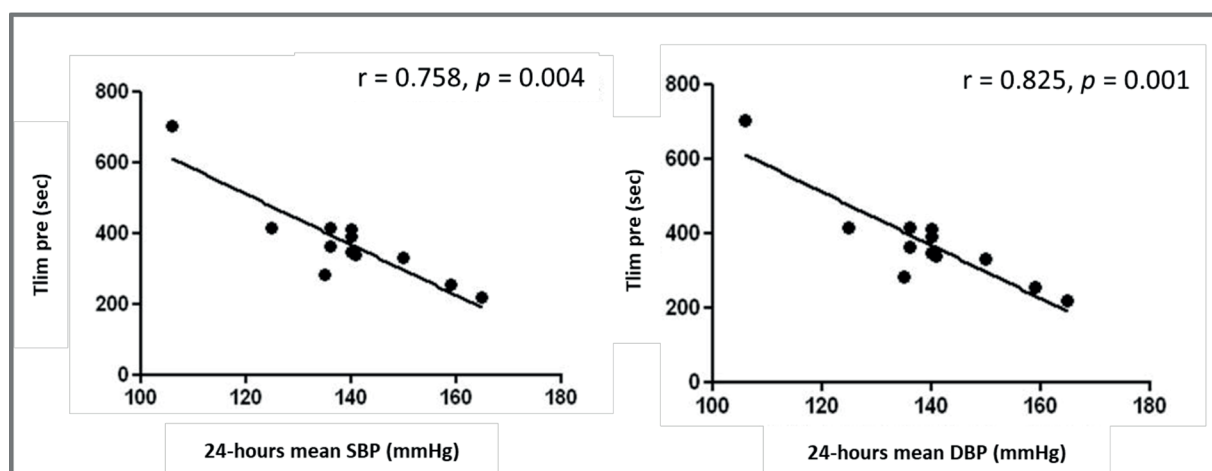 r = 0.758, p = 0.004
800
600
400
200
0
100 120 140 160 180
Tlim pre (sec)
24-hours mean SBP (mmHg)
r = 0.825, p = 0.001
800
600
400
200
0
100 120 140 160 180
Tlim pre (sec)
24-hours mean DBP (mmHg)